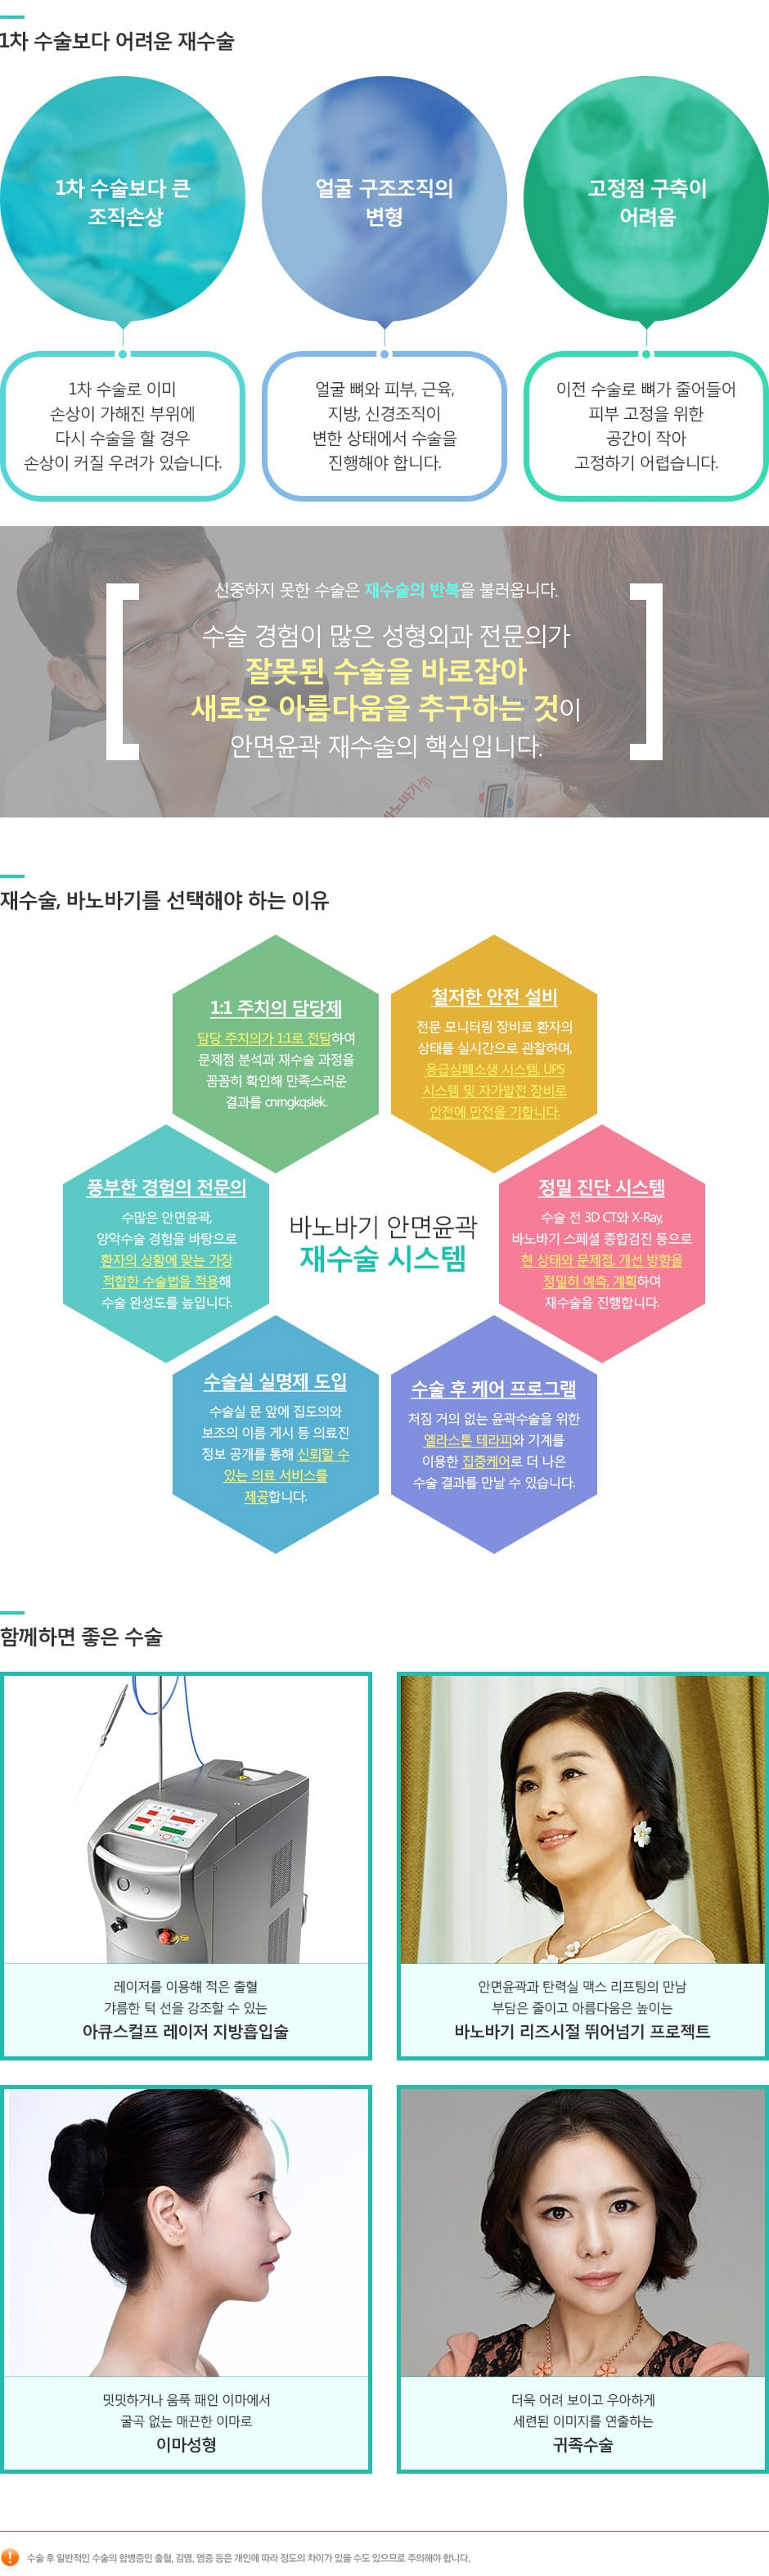 1차 수술보다 어려운 재수술
1차 수술보다 큰
조직손상
얼굴 구조조직의
변형
고정점 구축이
어려움
1차 수술로 이미
손상이 가해진 부위에
다시 수술을 할 경우
손상이 커질 우려가 있습니다.
얼굴 뼈와 피부, 근육,
지방, 신경조직이
변한 상태에서 수술을
진행해야 합니다.
이전 수술로 뼈가 줄어들어
피부 고정을 위한
공간이 작아
고정하기 어렵습니다.
신중하지 못한 수술은 재수술의 반복을 불러옵니다.
수술 경험이 많은 성형외과 전문의가
잘못된 수술을 바로잡아
새로운 아름다움을 추구하는 것이
안면윤곽 재수술의 핵심입니다.
재수술, 바노바기를 선택해야 하는 이유
1:1 주치의 담당제
담당 주치의가 1:1로 전담하여
문제점 분석과 재수술 과정을
꼼꼼히 확인해 만족스러운
결과를 cnrngkqslek.
철저한 안전 설비
전문 모니터링 장비로 환자의
상태를 실시간으로 관찰하며,
응급심폐소생 시스템, UPS
시스템 및 자가발전 장비로
안전에 만전을 기합니다.
풍부한 경험의 전문의
수많은 안면윤곽,
양악수술 경험을 바탕으로
환자의 상황에 맞는 가장
적합한 수술법을 적용해
수술 완성도를 높입니다.
바노바기 안면윤곽
재수술 시스템
정밀 진단 시스템
수술 전 3D CT와 X-Ray,
바노바기 스페셜 종합검진 등으로
현 상태와 문제점, 개선 방향을
정밀히 예측, 계획하여
재수술을 진행합니다.
수술실 실명제 도입
수술실 문 앞에 집도의와
보조의 이름 게시 등 의료진
정보 공개를 통해 신뢰할 수
있는 의료 서비스를
제공합니다.
수술 후 케어 프로그램
처짐 거의 없는 윤곽수술을 위한
엘라스톤 테라피와 기계를
이용한 집중케어로 더 나은
수술 결과를 만날 수 있습니다.
함께하면 좋은 수술
레이저를 이용해 적은 출혈
갸름한 턱 선을 강조할 수 있는
아큐스컬프 레이저 지방흡입술
안면윤곽과 탄력실 맥스 리프팅의 만남
부담은 줄이고 아름다움은 높이는
바노바기 리즈시절 뛰어넘기 프로젝트
밋밋하거나 움푹 패인 이마에서
굴곡 없는 매끈한 이마로
이마성형
더욱 어려 보이고 우아하게
세련된 이미지를 연출하는
귀족수술
수술 후 일반적인 수술의 합병증인 출혈, 감염, 염증 등은 개인에 따라 정도의 차이가 있을 수도 있으므로 주의해야 합니다.